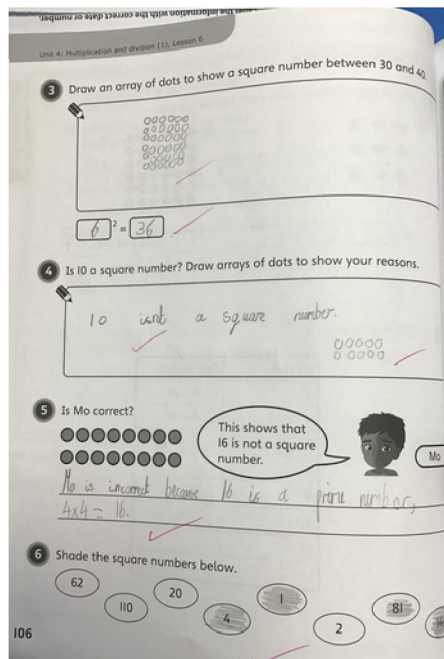 Unit 4: Multiplication and division (1), Lesson 6
3 Draw an array of dots to show a square number between 30 and 40.
6 ² = 36
4 Is 10 a square number? Draw arrays of dots to show your reasons.
10 isnt a square number.
5 Is Mo correct?
This shows that
16 is not a square
number.
Mo
Mo is incorrect because 16 is a prime number,
4x4 = 16.
6 Shade the square numbers below.
62
110
20
4
1
2
81
106